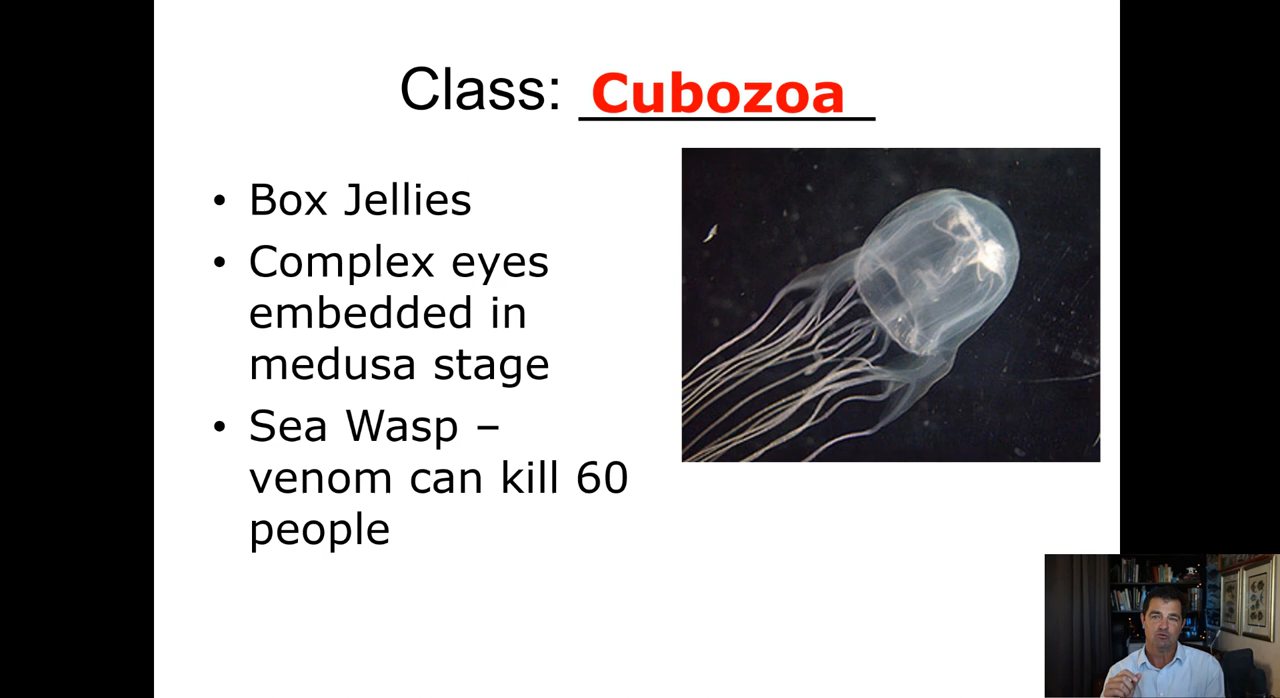 Class: Cubozoa
• Box Jellies
• Complex eyes
embedded in
medusa stage
• Sea Wasp –
venom can kill 60
people